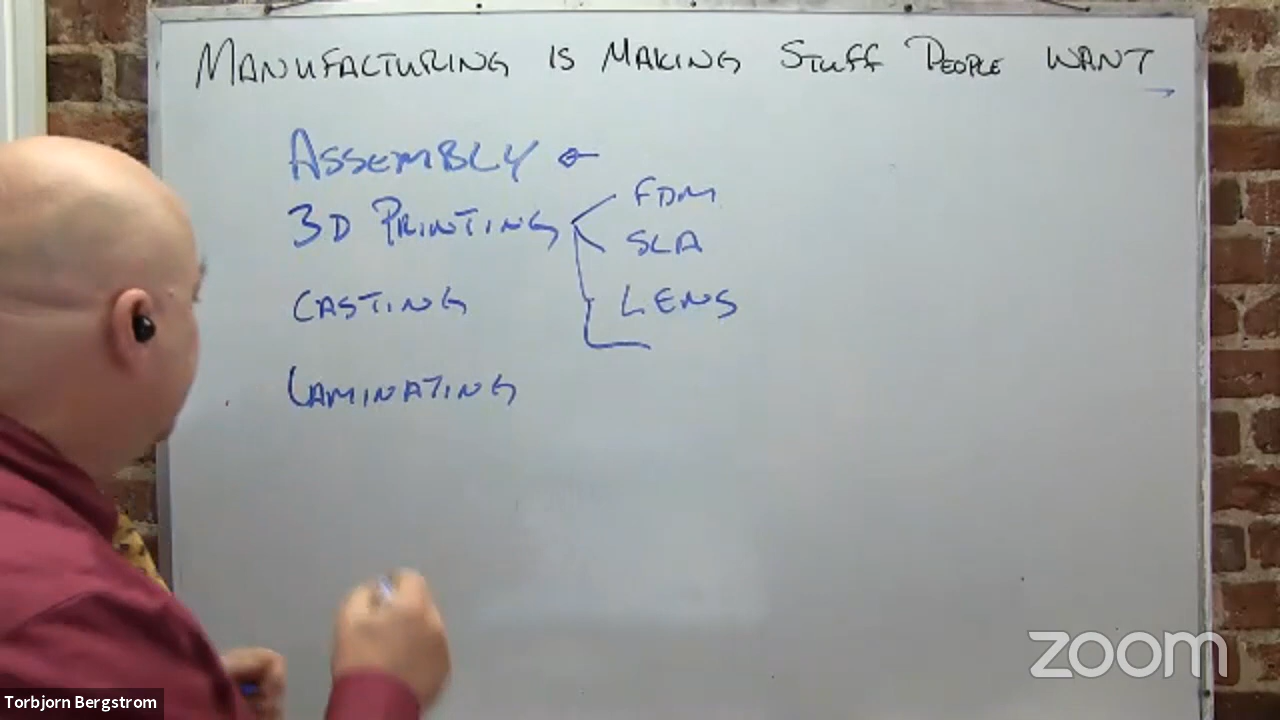 MANUFACTURING IS MAKING STUFF PEOPLE WANT
ASSEMBLY
3D PRINTING
FDM
SLA
LENS
CASTING
LAMINATING
zoom
Torbjorn Bergstrom